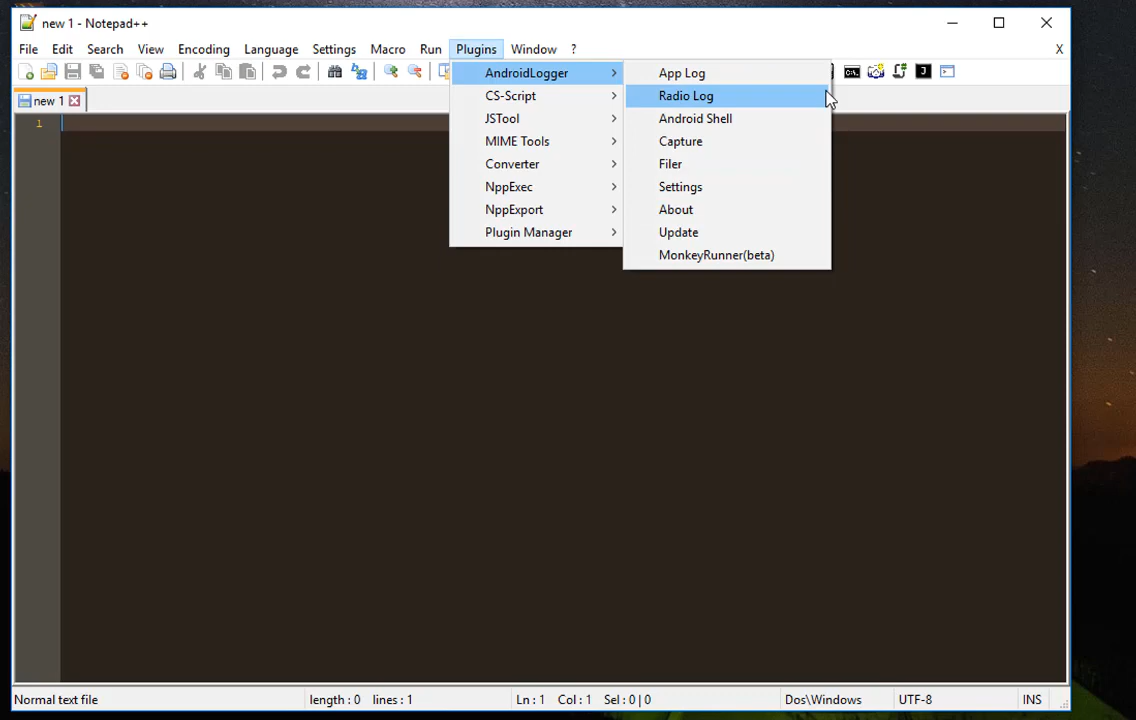 new 1 - Notepad++
File Edit Search View Encoding Language Settings Macro Run Plugins Window ? X
new 1
1
AndroidLogger
CS-Script
JSTool
MIME Tools
Converter
NppExec
NppExport
Plugin Manager
App Log
Radio Log
Android Shell
Capture
Filer
Settings
About
Update
MonkeyRunner(beta)
Normal text file length : 0 lines : 1 Ln : 1 Col : 1 Sel : 0 | 0 Dos\Windows UTF-8 INS